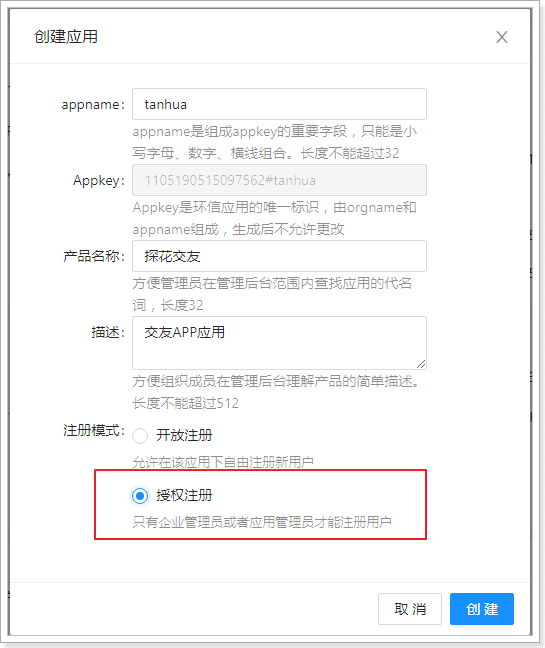 创建应用
appname: tanhua
appname是组成appkey的重要字段，只能是小
写字母、数字、横线组合。长度不能超过32
Appkey: 1105190515097562#tanhua
Appkey是环信应用的唯一标识，由orgname和
appname组成，生成后不允许更改
产品名称: 探花交友
方便管理员在管理后台范围内查找应用的代名
词，长度32
描述: 交友APP应用
方便组织成员在管理后台理解产品的简单描述。
长度不能超过512
注册模式: 开放注册
允许在该应用下自由注册新用户
授权注册
只有企业管理员或者应用管理员才能注册用户
取 消 创 建